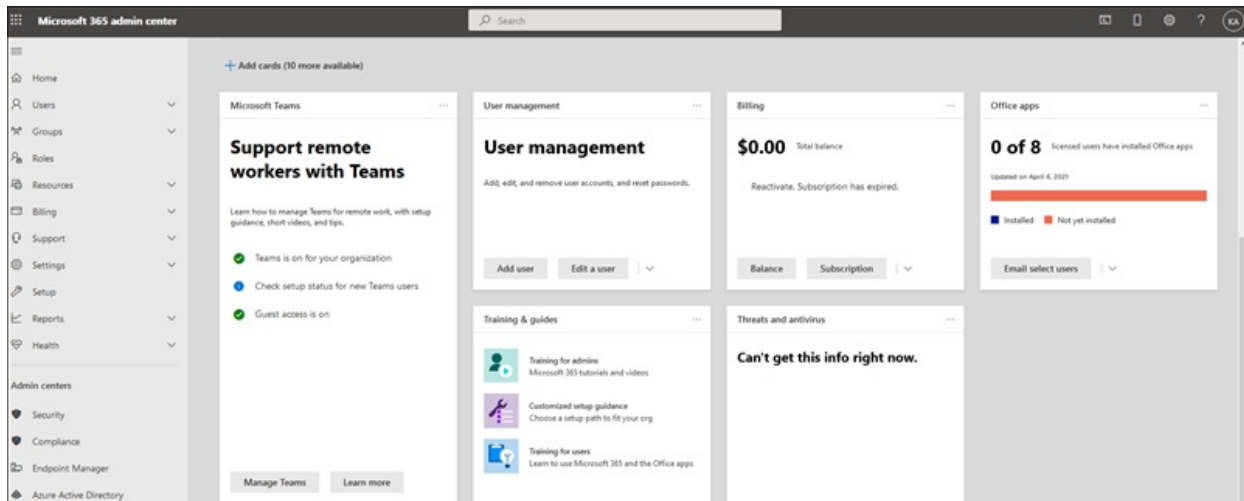 Microsoft 365 admin center
Search
?
KA
Home
Users
Groups
Roles
Resources
Billing
Support
Settings
Setup
Reports
Health
Admin centers
Security
Compliance
Endpoint Manager
Azure Active Directory
+ Add cards (10 more available)
Microsoft Teams
Support remote
workers with Teams
Learn how to manage Teams for remote work, with setup
guidance, short videos, and tips.
Teams is on for your organization
Check setup status for new Teams users
Guest access is on
Manage Teams
Learn more
User management
User management
Add, edit, and remove user accounts, and reset passwords.
Add user
Edit a user
Billing
$0.00 Total balance
Reactivate. Subscription has expired.
Balance
Subscription
Office apps
0 of 8 licensed users have installed Office apps
Updated on April 6, 2021
Installed
Not yet installed
Email select users
Training & guides
Training for admins
Microsoft 365 tutorials and videos
Customized setup guidance
Choose a setup path to fit your org
Training for users
Learn to use Microsoft 365 and the Office apps
Threats and antivirus
Can't get this info right now.